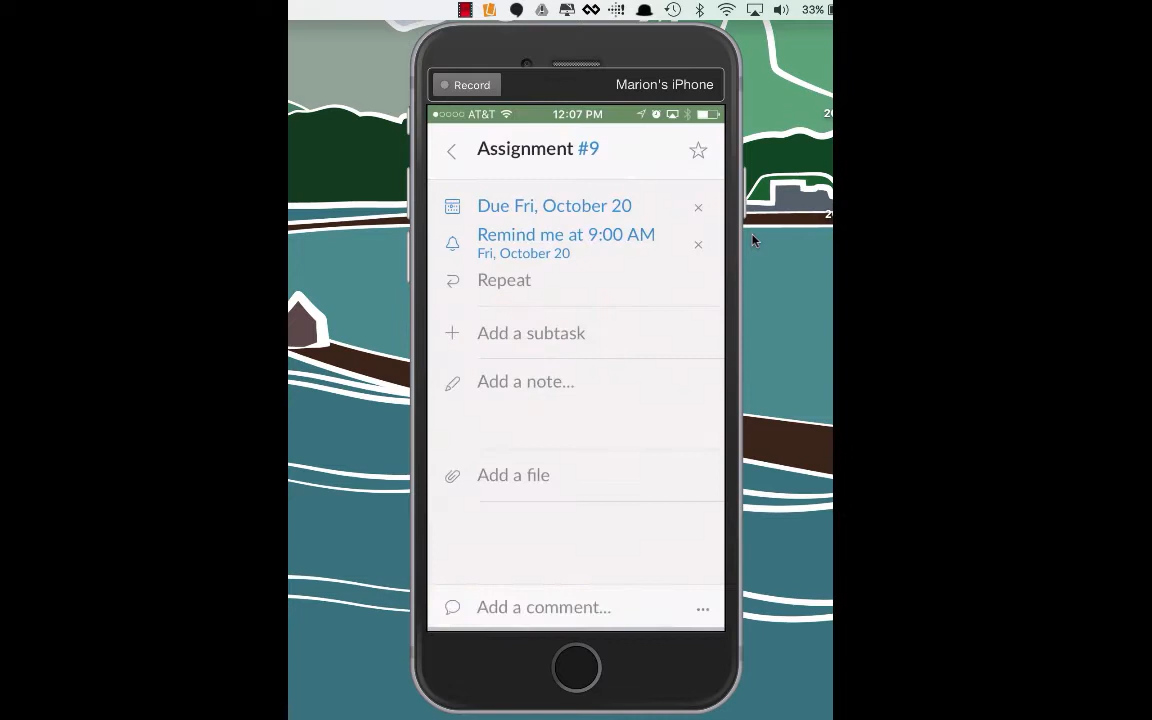 33%
Record
Marion's iPhone
AT&T
12:07 PM
Assignment #9
Due Fri, October 20
Remind me at 9:00 AM
Fri, October 20
Repeat
Add a subtask
Add a note...
Add a file
Add a comment...